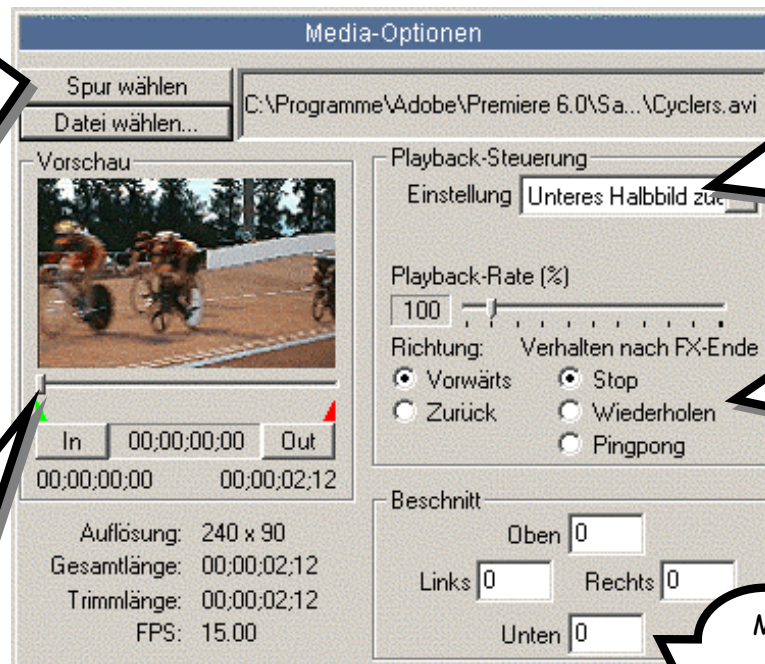 Media-Optionen
Spur wählen
Datei wählen...
C:\Programme\Adobe\Premiere 6.0\Sa...\Cyclers.avi
Vorschau
In 00;00;00;00 Out
00;00;00;00 00;00;02;12
Auflösung: 240 x 90
Gesamtlänge: 00;00;02;12
Trimmlänge: 00;00;02;12
FPS: 15.00
Playback-Steuerung
Einstellung Unteres Halbbild
Playback-Rate (%)
100
Richtung: Verhalten nach FX-Ende
Vorwärts Stop
Zurück Wiederholen
Pingpong
Beschnitt
Oben 0
Links 0 Rechts 0
Unten 0